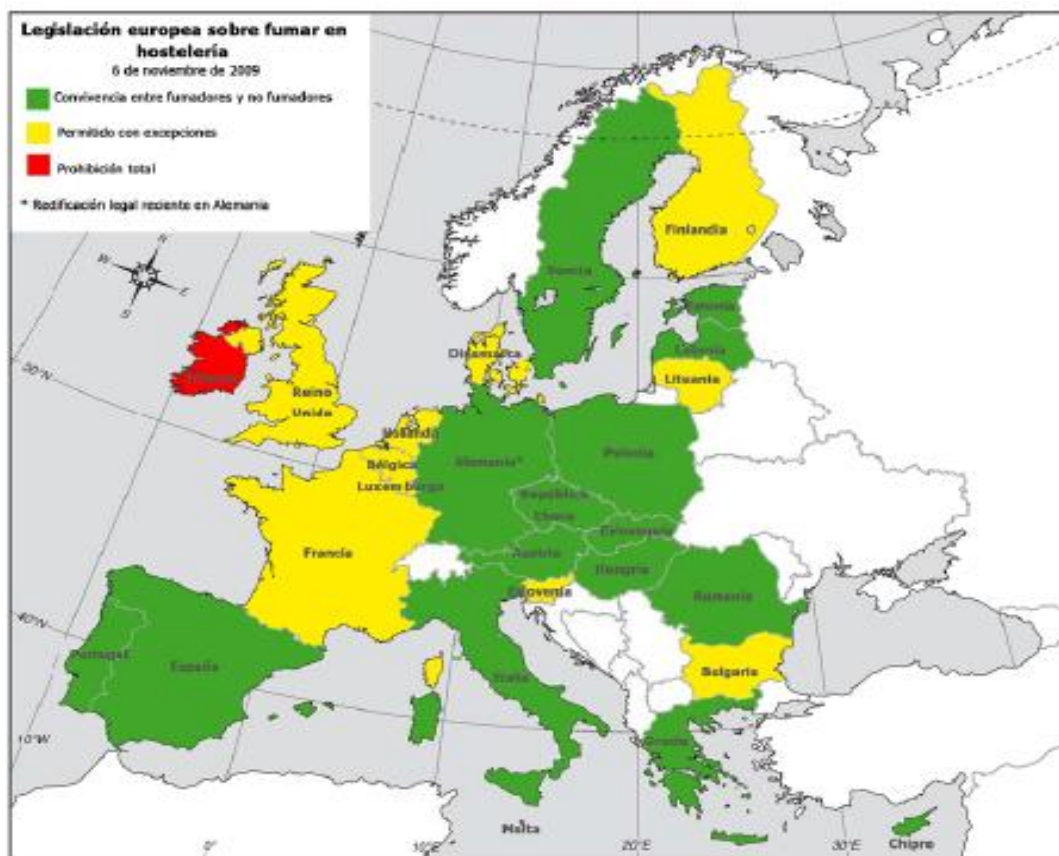 Legislación europea sobre fumar en
hostelería
6 de noviembre de 2009
Convivencia entre fumadores y no fumadores
Permitido con excepciones
Prohibición total
* Rectificación legal reciente en Alemania
N
W
E
S
Finlandia
Suecia
Estonia
Letonia
Lituania
Dinamarca
Irlanda
Reino
Unido
50°N
Holanda
Bélgica
Luxemburgo
Alemania*
Polonia
República
Checa
Eslovaquia
Austria
Hungría
Francia
Eslovenia
Rumanía
Bulgaria
40°N
Portugal
España
Italia
Grecia
10°W
Malta
Chipre
0°
10°E
20°E
30°E